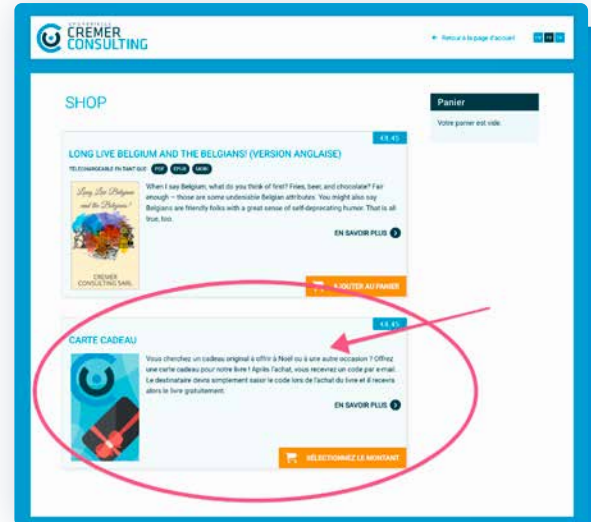 CREMER
CONSULTING
Retour à la page d'accueil
SHOP
Panier
Votre panier est vide.
€8,45
LONG LIVE BELGIUM AND THE BELGIANS! (VERSION ANGLAISE)
TÉLÉCHARGEABLE EN TANT QUE PDF EPUB MOBI
When I say Belgium, what do you think of first? Fries, beer, and chocolate? Fair
enough – those are some undeniable Belgian attributes. You might also say
Belgians are friendly folks with a great sense of self-deprecating humor. That is all
true, too.
Long Live Belgium
and the Belgians!
CREMER
CONSULTING SARL
EN SAVOIR PLUS
AJOUTER AU PANIER
€8,45
CARTE CADEAU
Vous cherchez un cadeau original à offrir à Noël ou à une autre occasion ? Offrez
une carte cadeau pour notre livre ! Après l'achat, vous recevrez un code par e-mail.
Le destinataire devra simplement saisir le code lors de l'achat du livre et il recevra
alors le livre gratuitement.
EN SAVOIR PLUS
SÉLECTIONNEZ LE MONTANT